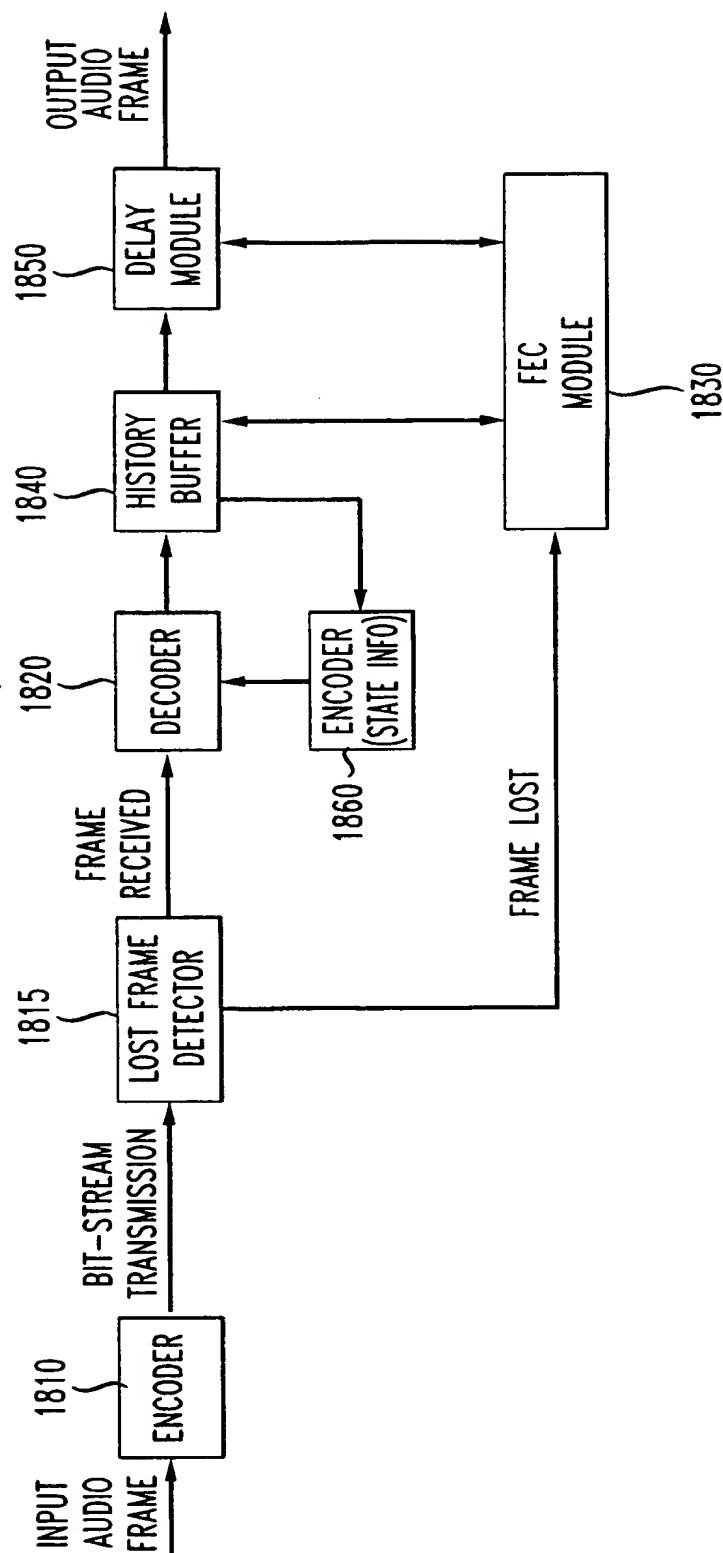 INPUT
AUDIO
FRAME
1810
ENCODER
BIT-STREAM
TRANSMISSION
1815
LOST FRAME
DETECTOR
FRAME
RECEIVED
1820
DECODER
1860
ENCODER
(STATE INFO)
1840
HISTORY
BUFFER
1850
DELAY
MODULE
OUTPUT
AUDIO
FRAME
FRAME LOST
FEC
MODULE
1830